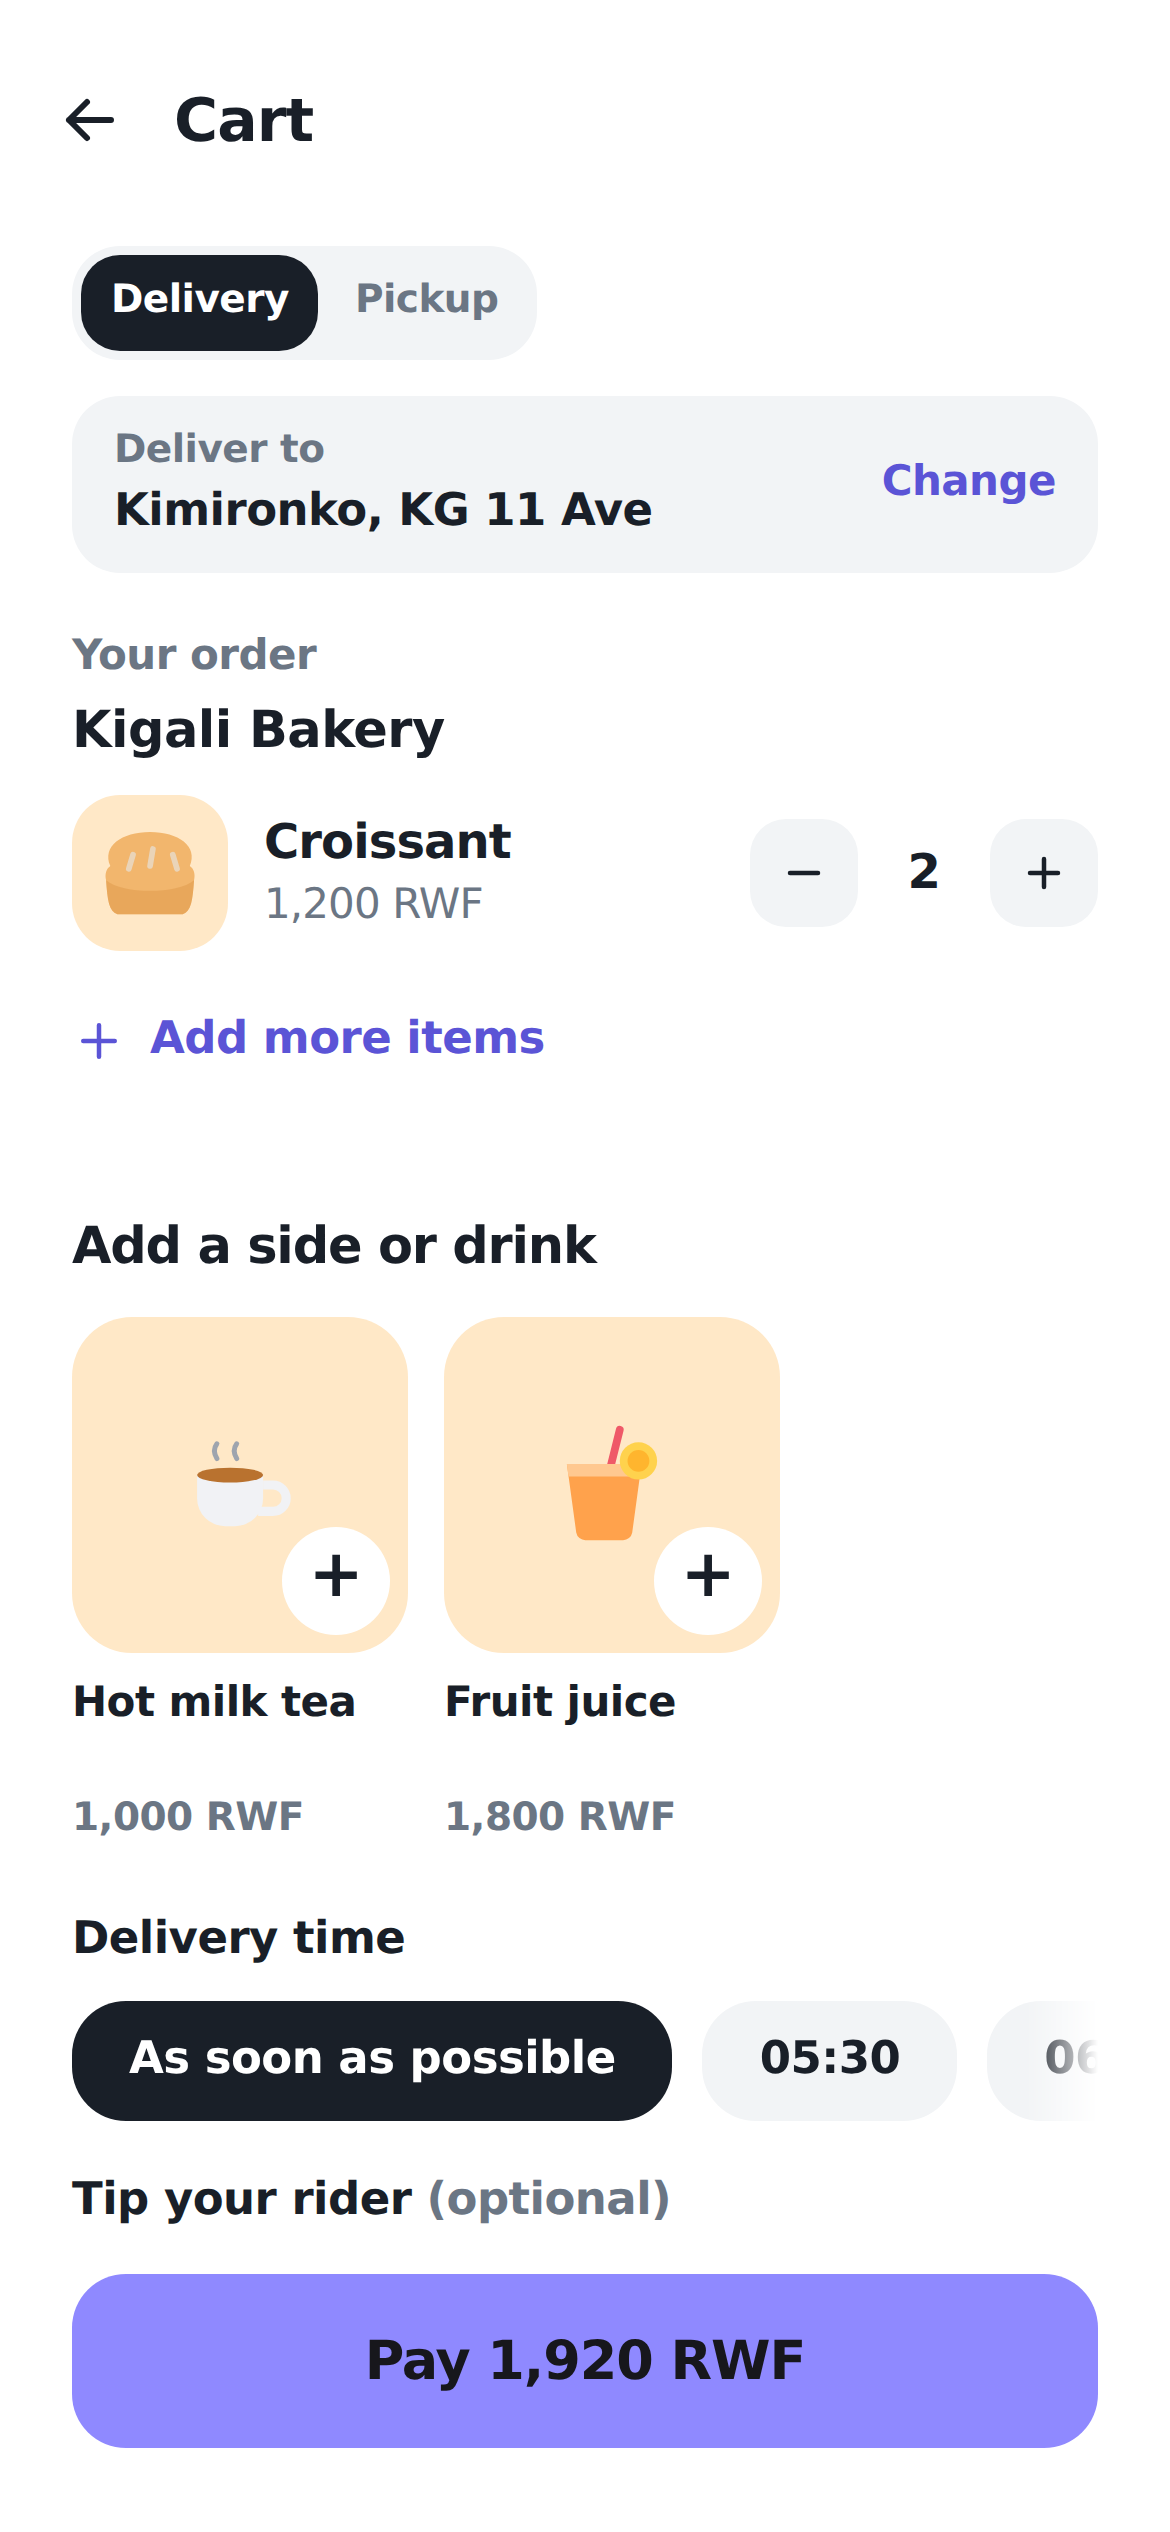 Cart
Delivery Pickup
Deliver to
Kimironko, KG 11 Ave
Change
Your order
Kigali Bakery
Croissant
1,200 RWF
2
Add more items
Add a side or drink
Hot milk tea
1,000 RWF
Fruit juice
1,800 RWF
Delivery time
As soon as possible 05:30
Tip your rider (optional)
Pay 1,920 RWF